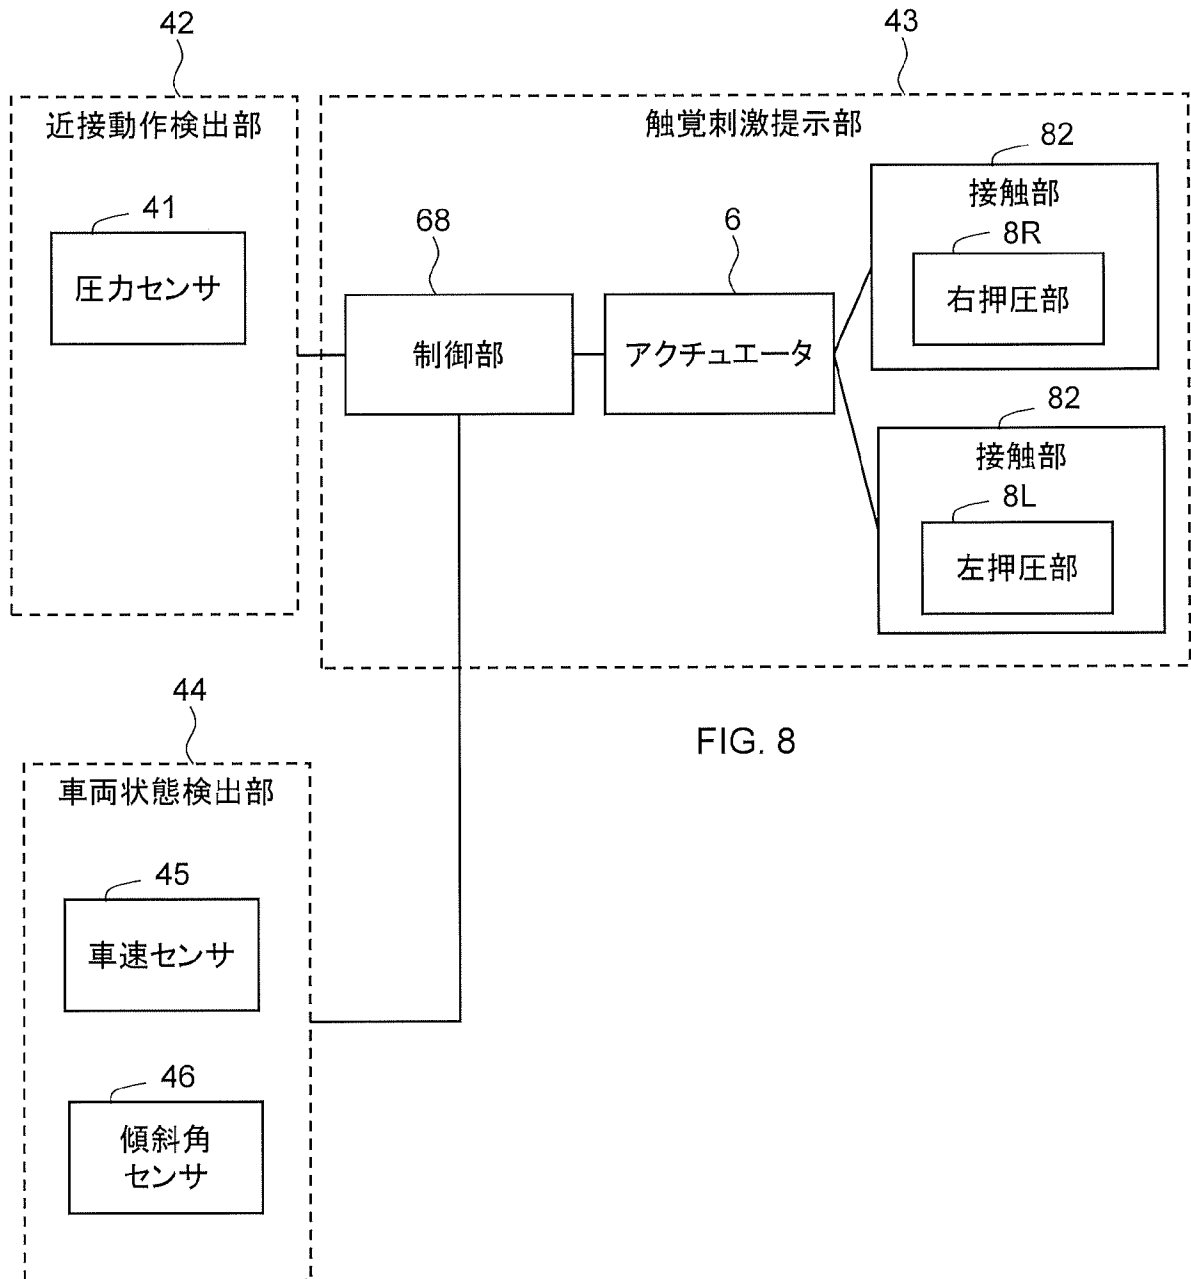 42
近接動作検出部
41
圧力センサ
43
触覚刺激提示部
68
制御部
6
アクチュエータ
82
接触部
8R
右押圧部
82
接触部
8L
左押圧部
FIG. 8
44
車両状態検出部
45
車速センサ
46
傾斜角
センサ